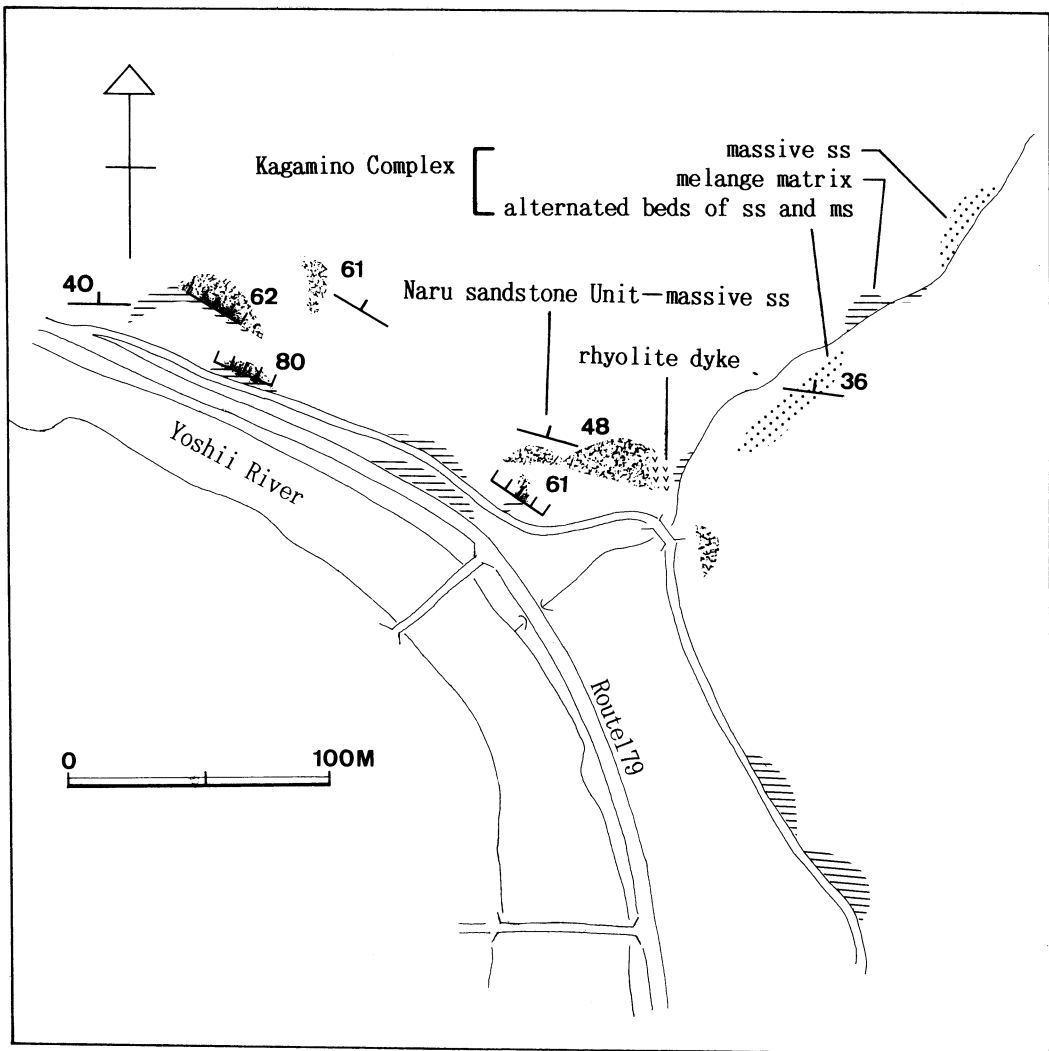 massive ss
Kagamino Complex
melange matrix
alternated beds of ss and ms
40
62
61
Naru sandstone Unit—massive ss
80
rhyolite dyke
36
48
61
Yoshii River
Route179
0 100M